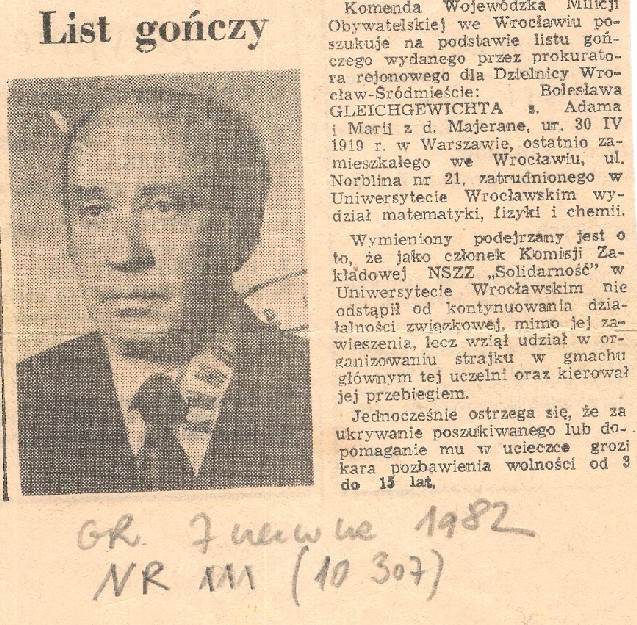 List gończy
Komenda Wojewódzka Milicji
Obywatelskiej we Wrocławiu po-
szukuje na podstawie listu goń-
czego wydanego przez prokurato-
ra rejonowego dla Dzielnicy Wro-
cław-Śródmieście: Bolesława
GLEICHGEWICHTA s. Adama
i Marii z d. Majerane, ur. 30 IV
1919 r. w Warszawie, ostatnio za-
mieszkałego we Wrocławiu, ul.
Norblina nr 21, zatrudnionego w
Uniwersytecie Wrocławskim wy-
dział matematyki, fizyki i chemii.
Wymieniony podejrzany jest o
to, że jako członek Komisji Za-
kładowej NSZZ „Solidarność” w
Uniwersytecie Wrocławskim nie
odstąpił od kontynuowania dzia-
łalności związkowej, mimo jej za-
wieszenia, lecz wziął udział w or-
ganizowaniu strajku w gmachu
głównym tej uczelni oraz kierował
jej przebiegiem.
Jednocześnie ostrzega się, że za
ukrywanie poszukiwanego lub do-
pomaganie mu w ucieczce grozi
kara pozbawienia wolności od 3
do 15 lat.
GR. 7 czerwca 1982
NR 111 (10 307)